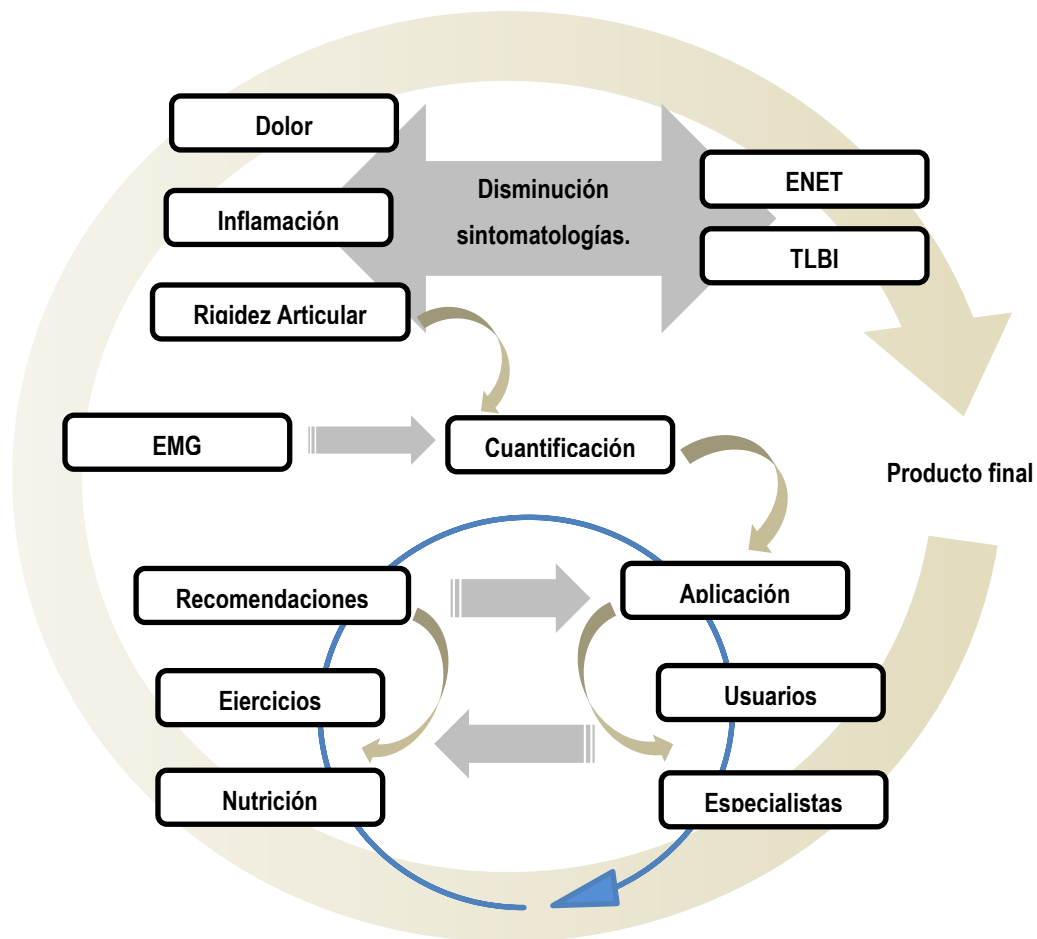 Dolor
Disminución
sintomatologías.
ENET
Inflamación
TLBI
Rigidez Articular
EMG
Cuantificación
Producto final
Recomendaciones
Aplicación
Ejercicios
Usuarios
Nutrición
Especialistas